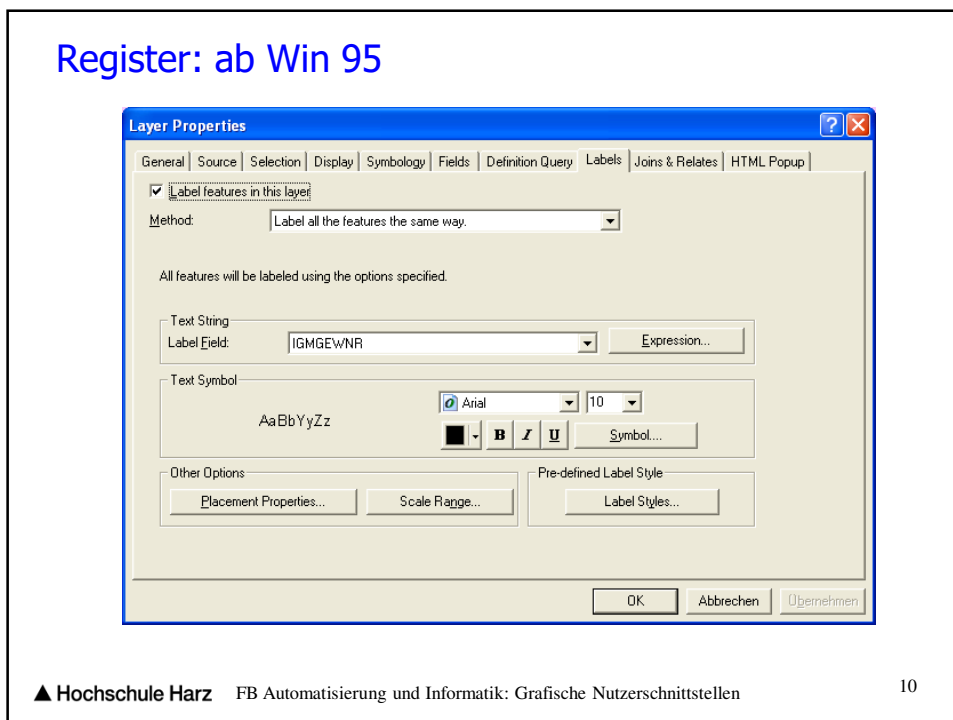 Register: ab Win 95
Layer Properties
General Source Selection Display Symbology Fields Definition Query Labels Joins & Relates HTML Popup
Label features in this layer
Method: Label all the features the same way.
All features will be labeled using the options specified.
Text String
Label Field: IGMGEWNR Expression...
Text Symbol
AaBbYyZz
Arial 10
B I U Symbol....
Other Options Pre-defined Label Style
Placement Properties... Scale Range... Label Styles...
OK Abbrechen Übernehmen
Hochschule Harz FB Automatisierung und Informatik: Grafische Nutzerschnittstellen 10